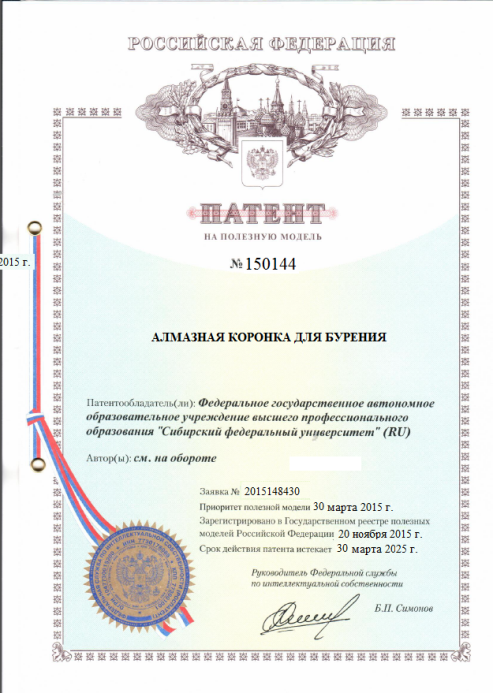 РОССИЙСКАЯ ФЕДЕРАЦИЯ
ПАТЕНТ
НА ПОЛЕЗНУЮ МОДЕЛЬ
№ 150144
2015 г.
АЛМАЗНАЯ КОРОНКА ДЛЯ БУРЕНИЯ
Патентообладатель(ли): Федеральное государственное автономное
образовательное учреждение высшего профессионального
образования "Сибирский федеральный университет" (RU)
Автор(ы): см. на обороте
Заявка № 2015148430
Приоритет полезной модели 30 марта 2015 г.
Зарегистрировано в Государственном реестре полезных
моделей Российской Федерации 20 ноября 2015 г.
Срок действия патента истекает 30 марта 2025 г.
Руководитель Федеральной службы
по интеллектуальной собственности
Б.П. Симонов